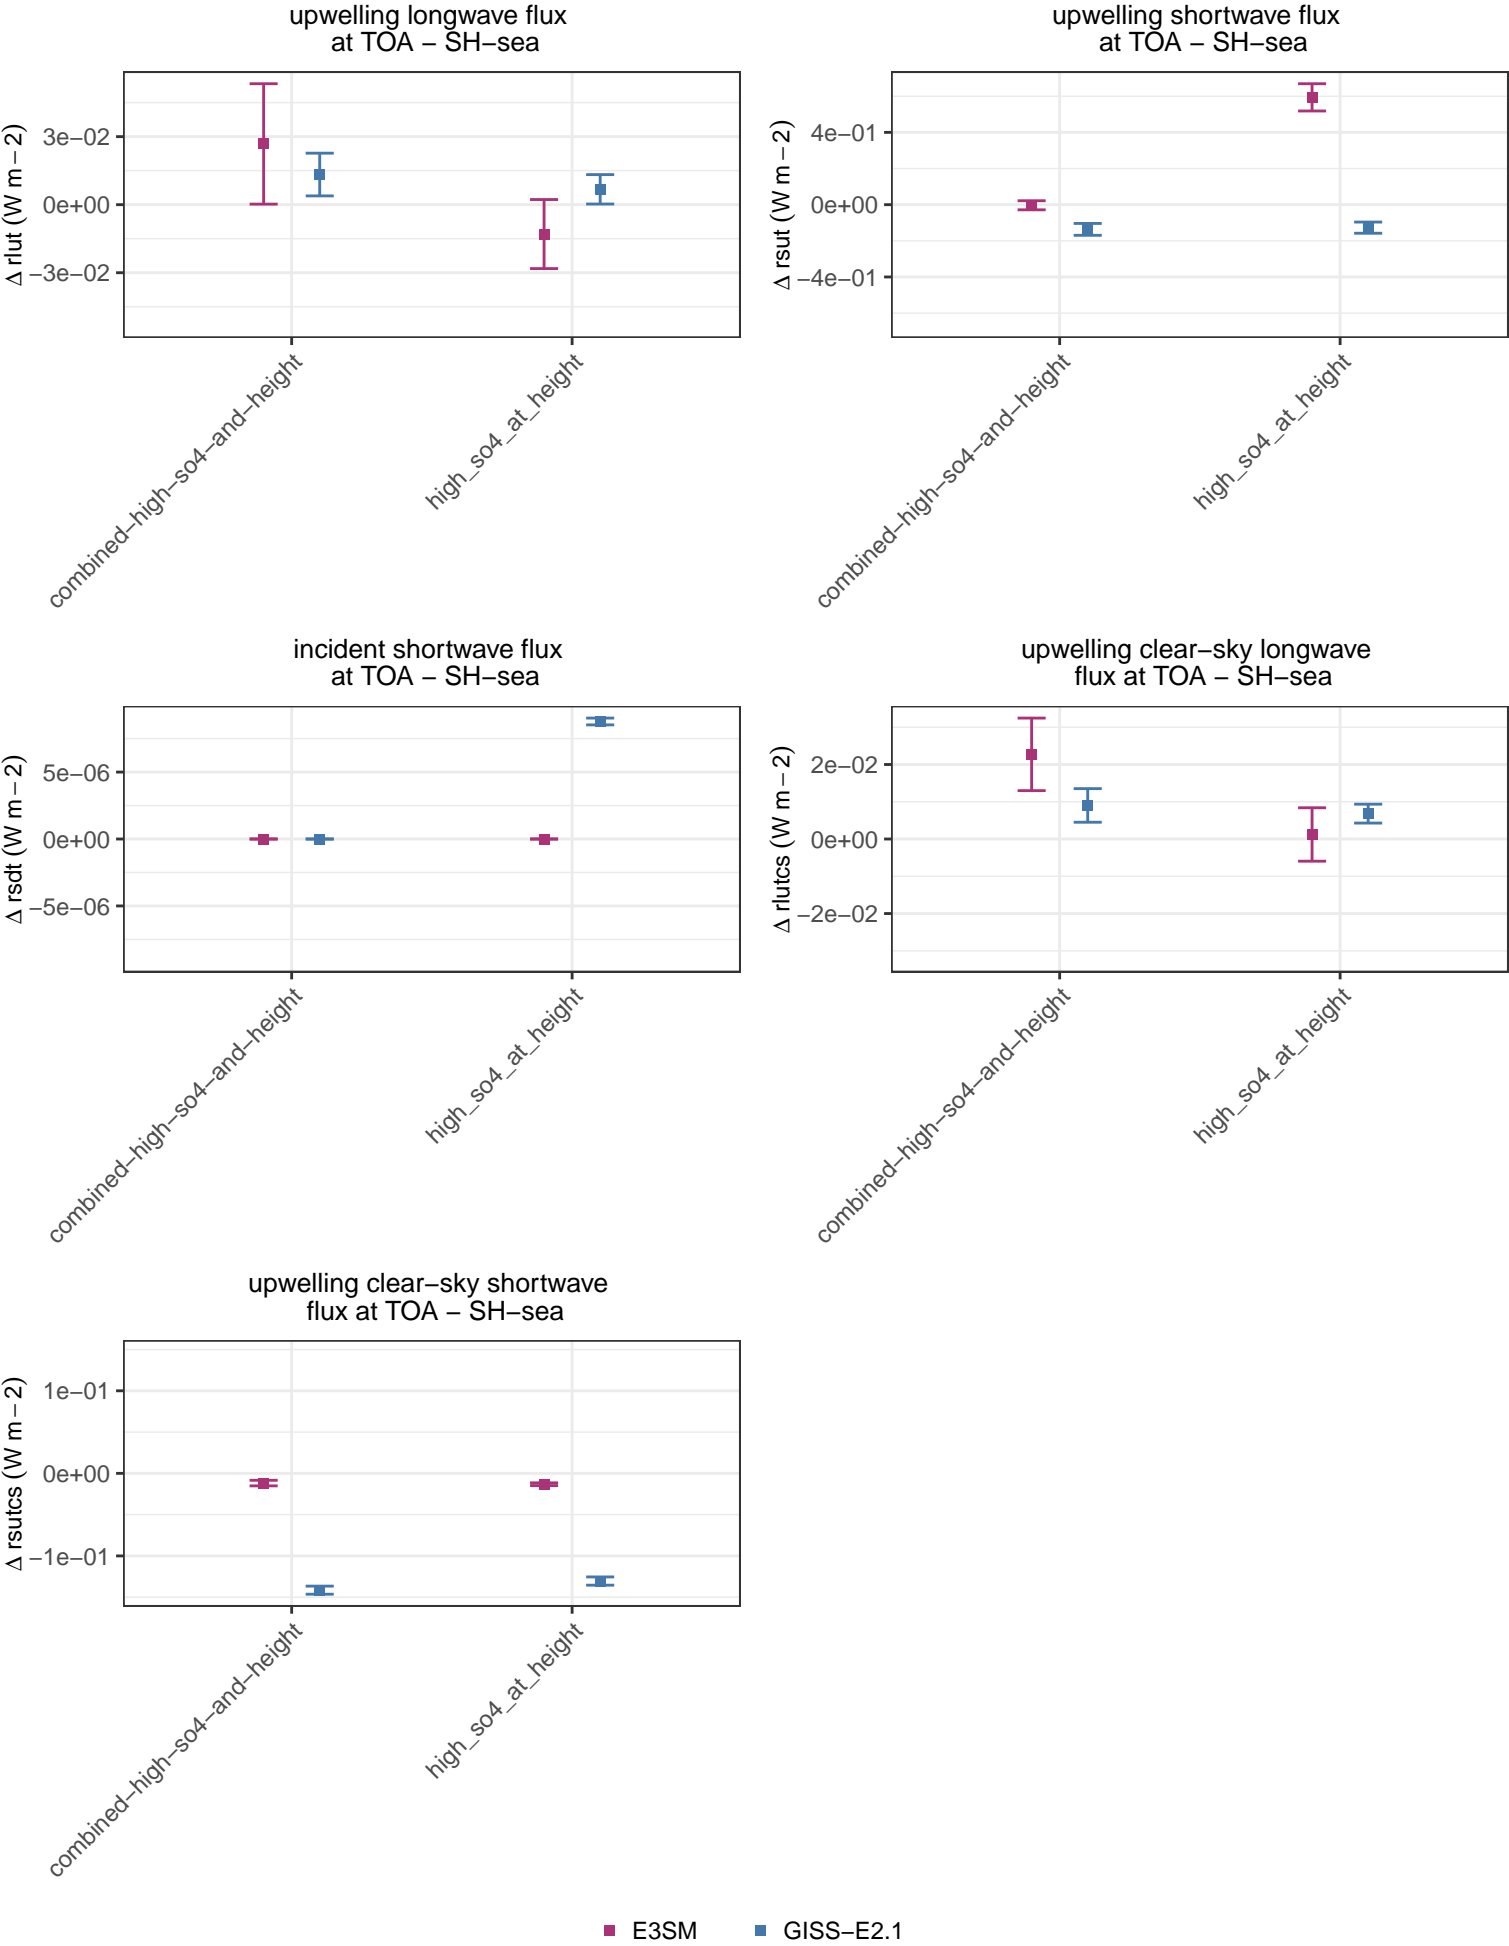 upwelling longwave flux
at TOA − SH−sea
Δ rlut (W m−2)
3e−02
0e+00
−3e−02
combined−high−so4−and−height
high_so4_at_height
upwelling shortwave flux
at TOA − SH−sea
Δ rsut (W m−2)
4e−01
0e+00
−4e−01
combined−high−so4−and−height
high_so4_at_height
incident shortwave flux
at TOA − SH−sea
Δ rsdt (W m−2)
5e−06
0e+00
−5e−06
combined−high−so4−and−height
high_so4_at_height
upwelling clear−sky longwave
flux at TOA − SH−sea
Δ rlutcs (W m−2)
2e−02
0e+00
−2e−02
combined−high−so4−and−height
high_so4_at_height
upwelling clear−sky shortwave
flux at TOA − SH−sea
Δ rsutcs (W m−2)
1e−01
0e+00
−1e−01
combined−high−so4−and−height
high_so4_at_height
E3SM
GISS−E2.1